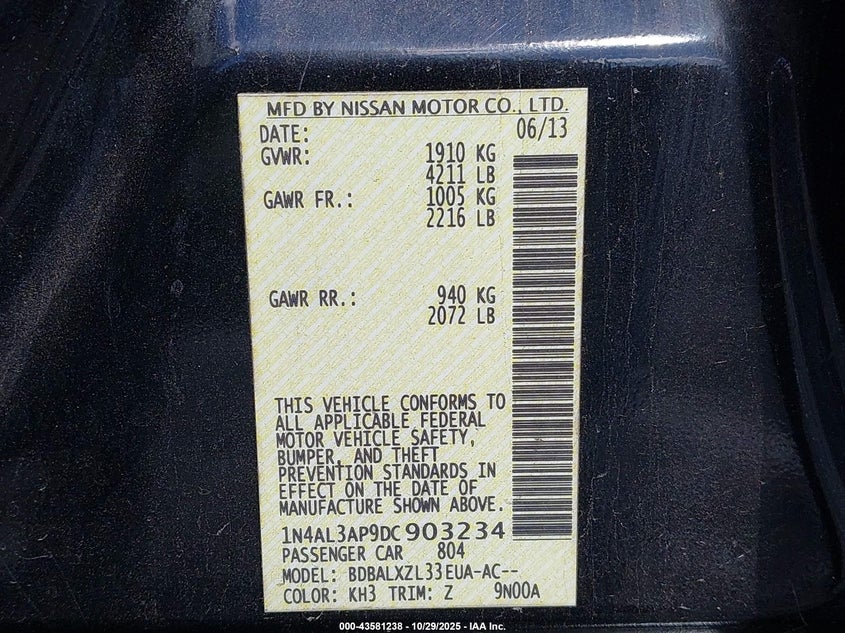 MFD BY NISSAN MOTOR CO., LTD.
DATE: 06/13
GVWR: 1910 KG
4211 LB
GAWR FR.: 1005 KG
2216 LB
GAWR RR.: 940 KG
2072 LB
THIS VEHICLE CONFORMS TO
ALL APPLICABLE FEDERAL
MOTOR VEHICLE SAFETY,
BUMPER, AND THEFT
PREVENTION STANDARDS IN
EFFECT ON THE DATE OF
MANUFACTURE SHOWN ABOVE.
1N4AL3AP9DC903234
PASSENGER CAR 804
MODEL: BDBALXZL33EUA-AC--
COLOR: KH3 TRIM: Z 9N00A
000-43581238 - 10/29/2025 - IAA Inc.